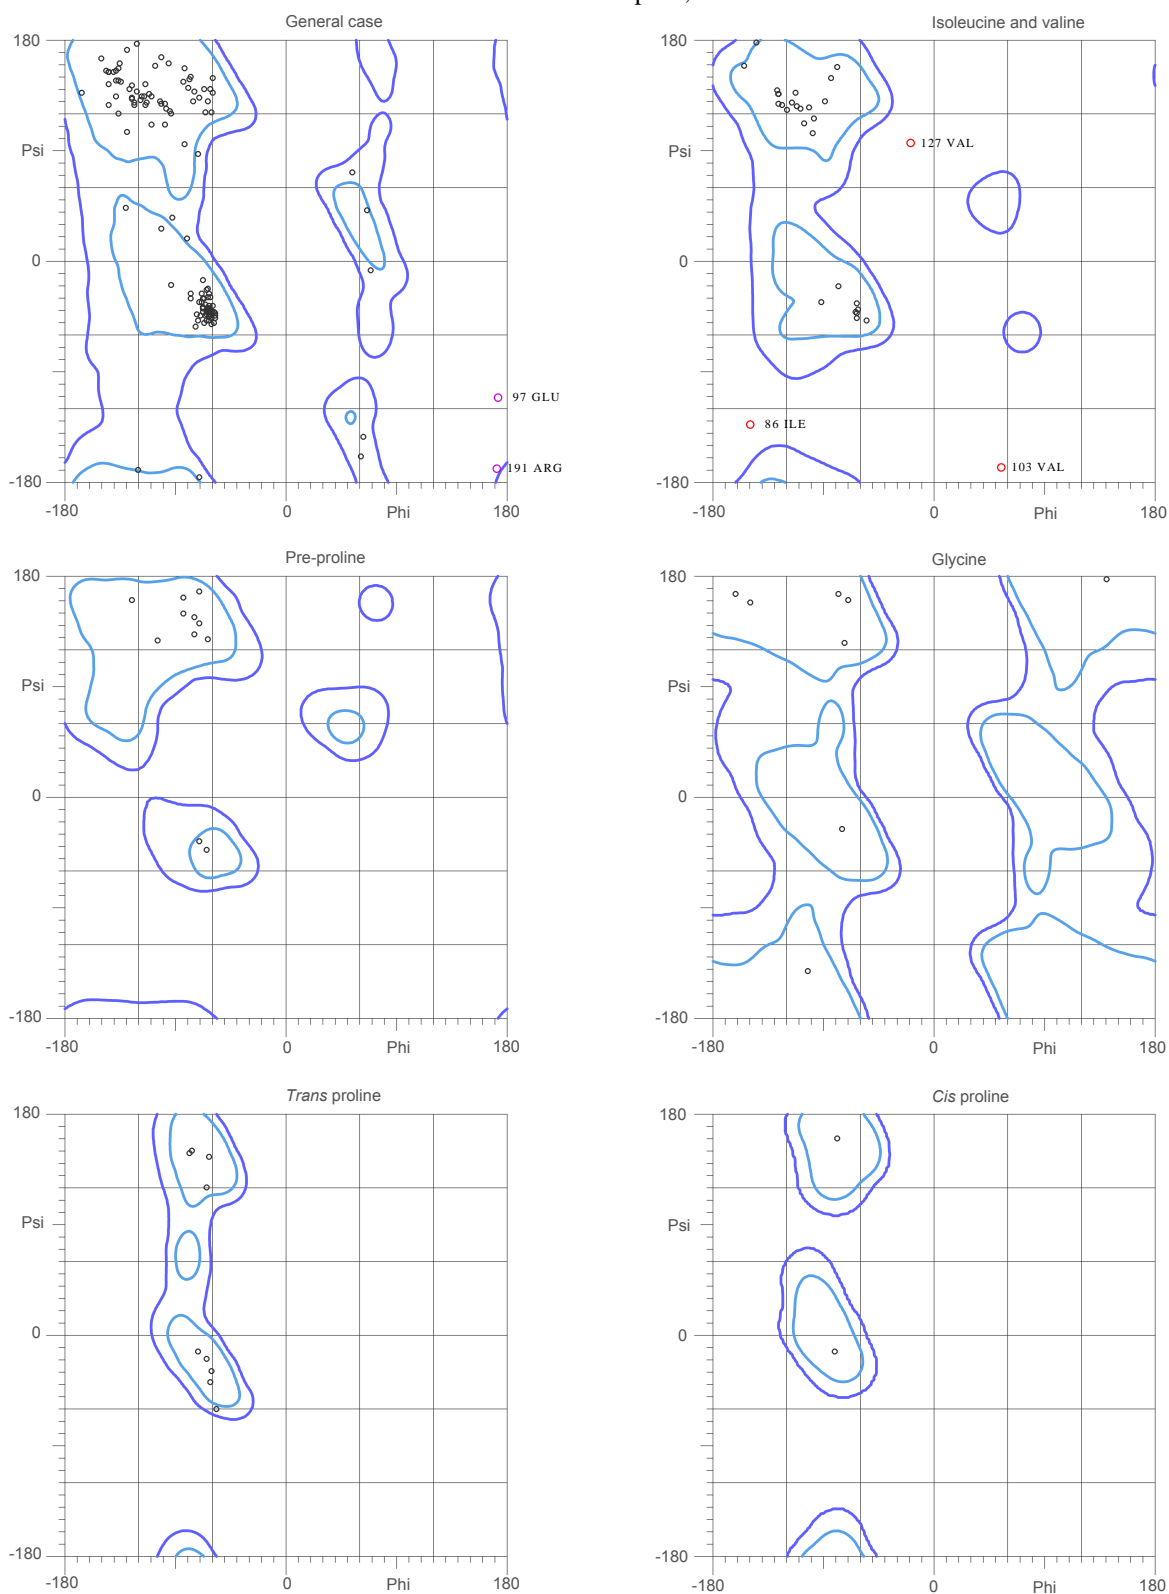 General case
Isoleucine and valine
180
Psi
0
-180
-180
0
Phi
180
97 GLU
191 ARG
180
Psi
0
-180
-180
0
Phi
180
127 VAL
86 ILE
103 VAL
Pre-proline
Glycine
180
Psi
0
-180
-180
0
Phi
180
180
Psi
0
-180
-180
0
Phi
180
Trans proline
Cis proline
180
Psi
0
-180
-180
0
Phi
180
180
Psi
0
-180
-180
0
Phi
180